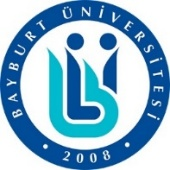 BAYBURT ÜNİVERSİTESİ
• 2008 •